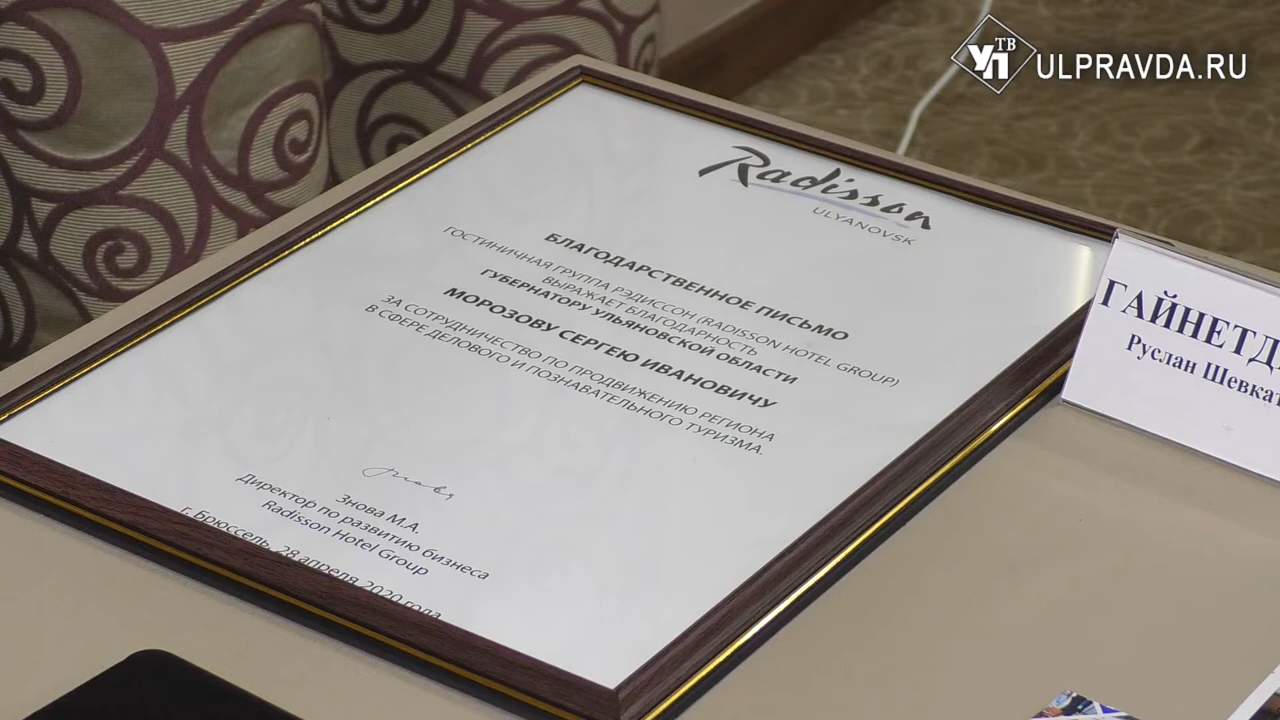 УП ТВ ULPRAVDA.RU
Radisson
ULYANOVSK
БЛАГОДАРСТВЕННОЕ ПИСЬМО
ГОСТИНИЧНАЯ ГРУППА РЭДИССОН (RADISSON HOTEL GROUP)
ВЫРАЖАЕТ БЛАГОДАРНОСТЬ
ГУБЕРНАТОРУ УЛЬЯНОВСКОЙ ОБЛАСТИ
МОРОЗОВУ СЕРГЕЮ ИВАНОВИЧУ
ЗА СОТРУДНИЧЕСТВО ПО ПРОДВИЖЕНИЮ РЕГИОНА
В СФЕРЕ ДЕЛОВОГО И ПОЗНАВАТЕЛЬНОГО ТУРИЗМА.
Знова М.А.
Директор по развитию бизнеса
Radisson Hotel Group
г. Брюссель, 28 апреля 2020 года
ГАЙНЕТД
Руслан Шевкат